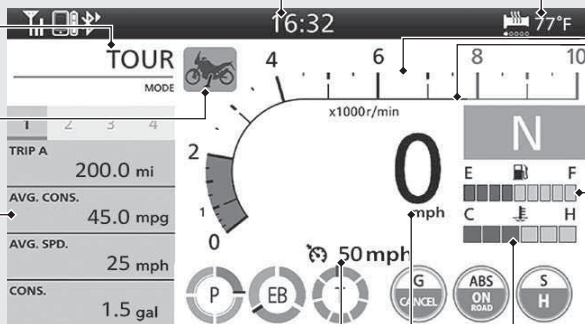 16:32 77°F
TOUR
MODE
1 2 3 4
TRIP A
200.0 mi
AVG. CONS.
45.0 mpg
AVG. SPD.
25 mph
CONS.
1.5 gal
0 1 2 4 6 8 10
x1000r/min
0
mph
N
E F
C H
50 mph
P
EB
G
CANCEL
ABS
ON
ROAD
S
H